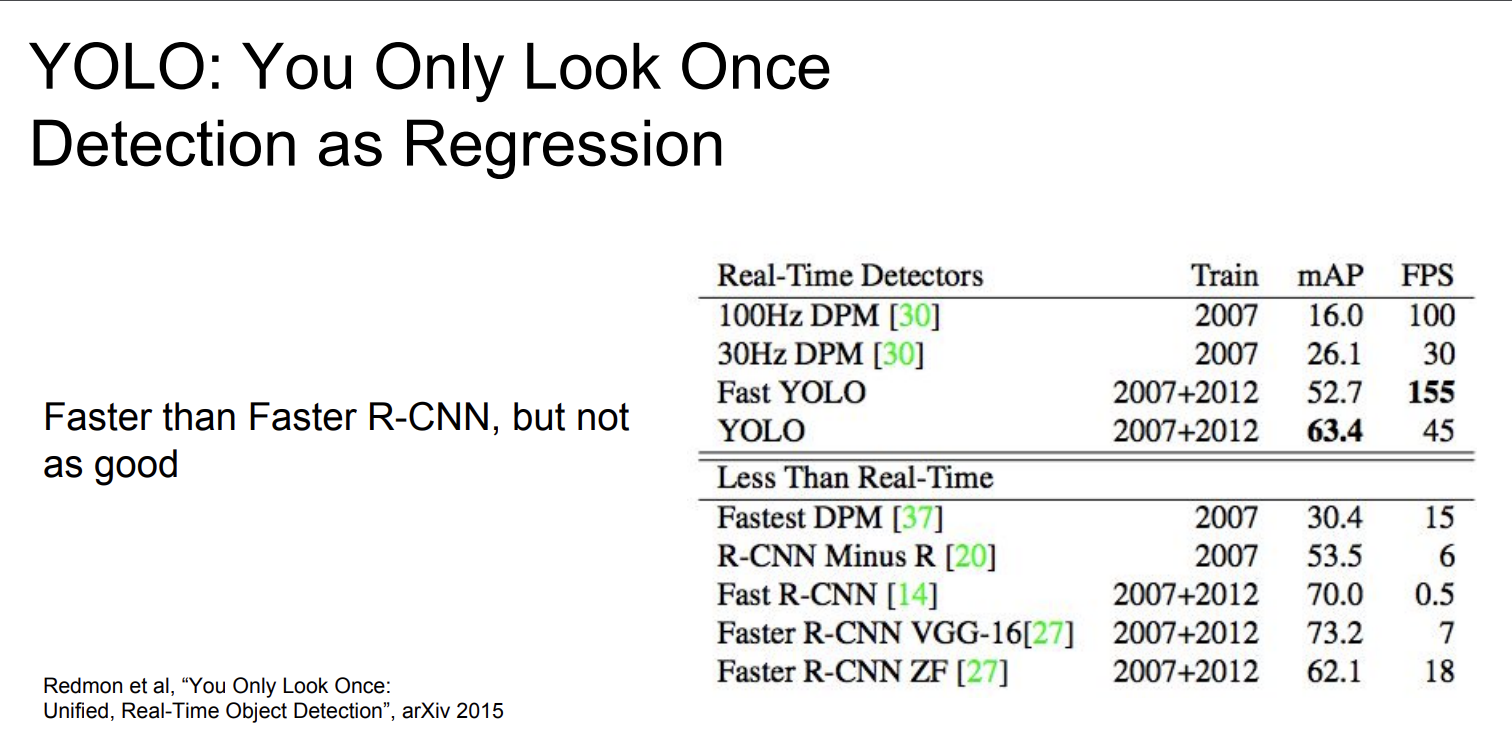 YOLO: You Only Look Once
Detection as Regression
Faster than Faster R-CNN, but not
as good
Real-Time Detectors Train mAP FPS
100Hz DPM [30] 2007 16.0 100
30Hz DPM [30] 2007 26.1 30
Fast YOLO 2007+2012 52.7 155
YOLO 2007+2012 63.4 45
Less Than Real-Time
Fastest DPM [37] 2007 30.4 15
R-CNN Minus R [20] 2007 53.5 6
Fast R-CNN [14] 2007+2012 70.0 0.5
Faster R-CNN VGG-16[27] 2007+2012 73.2 7
Faster R-CNN ZF [27] 2007+2012 62.1 18
Redmon et al, “You Only Look Once:
Unified, Real-Time Object Detection”, arXiv 2015